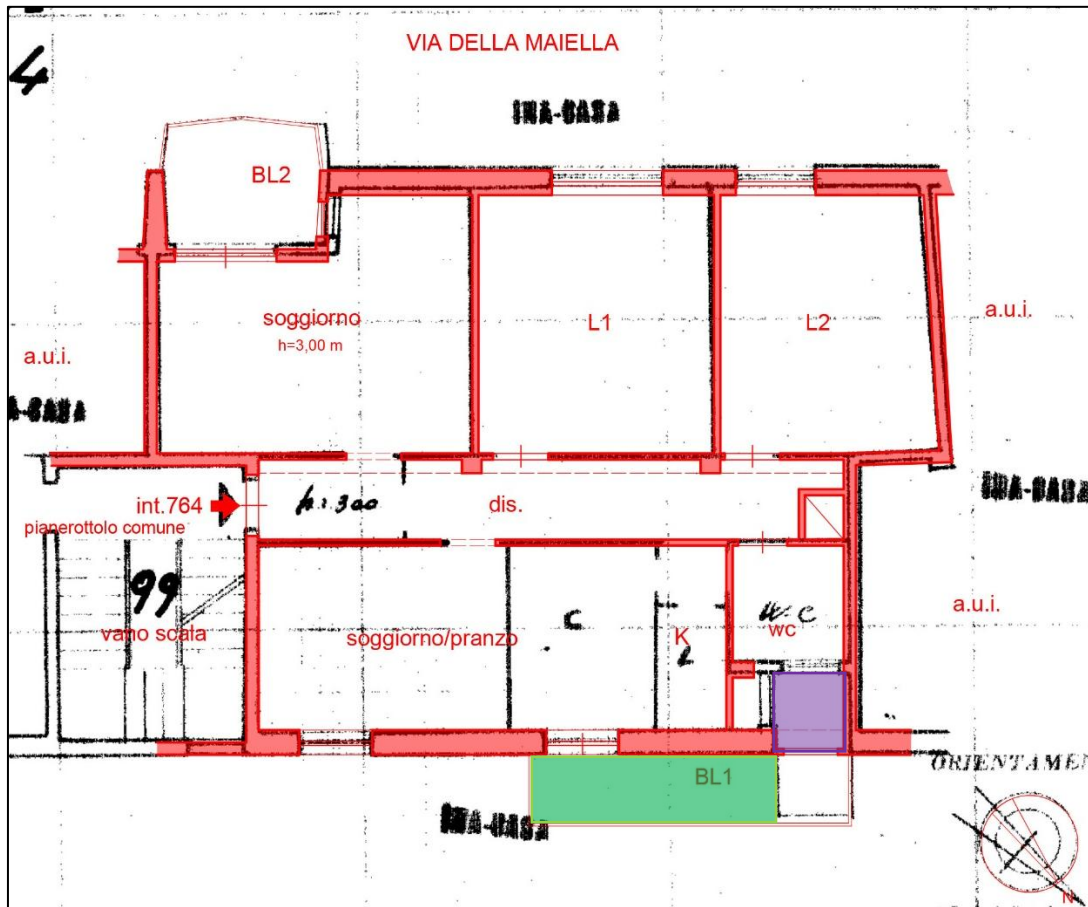 VIA DELLA MAIELLA
4
INA-CASA
BL2
soggiorno
h=3,00 m
L1
L2
a.u.i.
a.u.i.
A-CASA
INA-CASA
int.764
h: 300
dis.
pianerottolo comune
99
vano scala
soggiorno/pranzo
C
K
L
W.C
wc
a.u.i.
BL1
ORIENTAMEN
INA-CASA
N